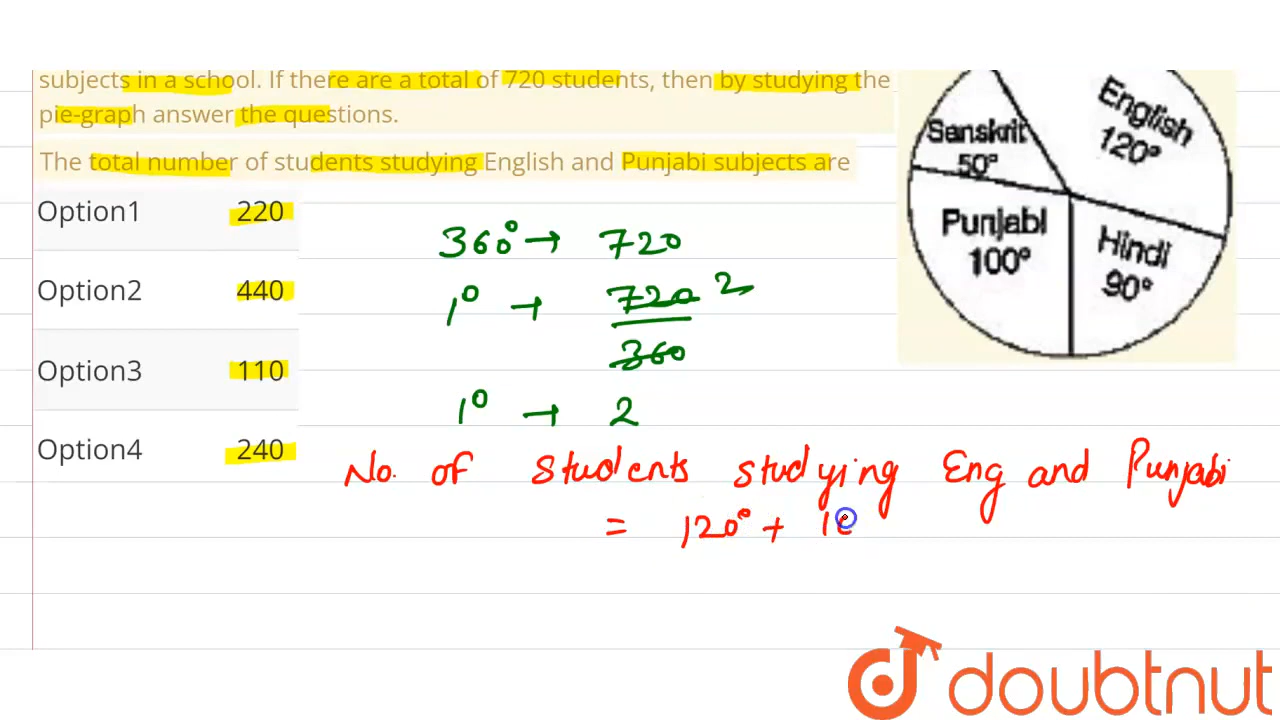 subjects in a school. If there are a total of 720 students, then by studying the
pie-graph answer the questions.
The total number of students studying English and Punjabi subjects are
Option1 220
Option2 440
Option3 110
Option4 240
English
120°
Sanskrit
50°
Punjabi
100°
Hindi
90°
360° → 720
1° → 720 2
360
1° → 2
No. of students studying Eng and Punjabi
= 120° + 10
doubtnut